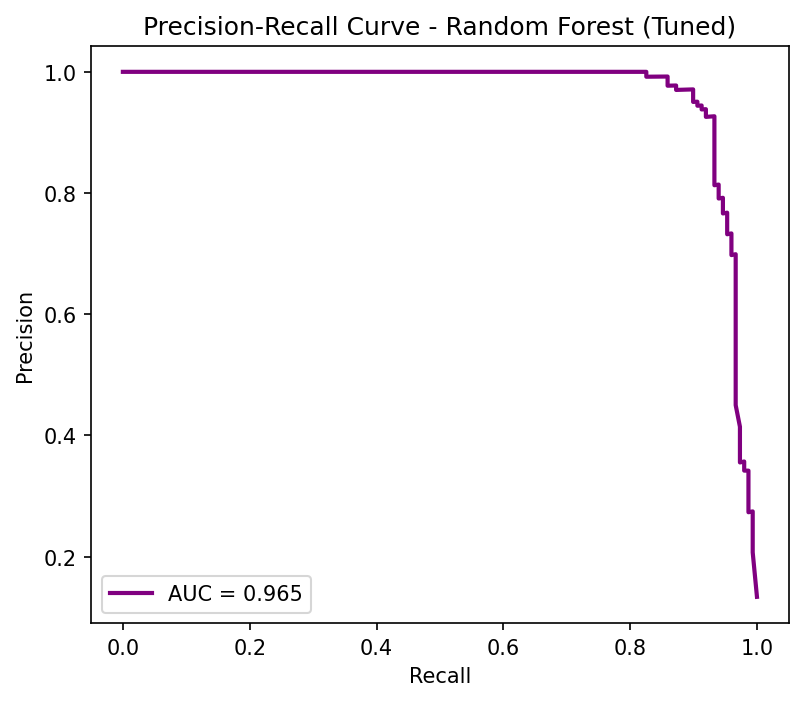 Precision-Recall Curve - Random Forest (Tuned)
1.0
0.8
0.6
0.4
0.2
Precision
AUC = 0.965
0.0 0.2 0.4 0.6 0.8 1.0
Recall